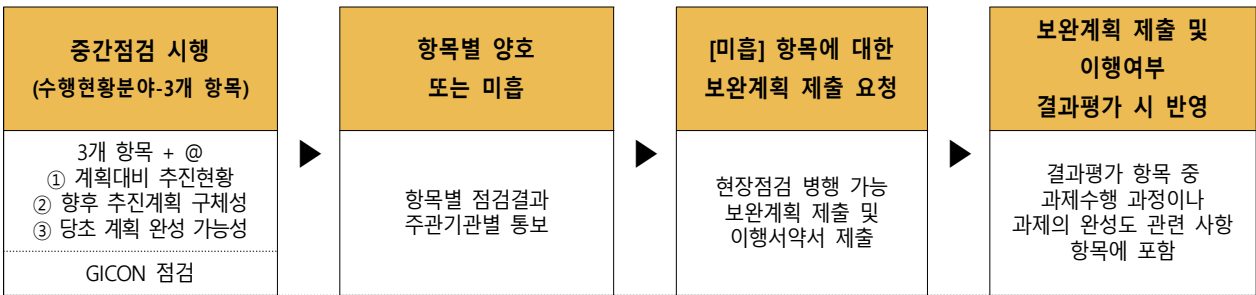 중간점검 시행
(수행현황분야-3개 항목)
3개 항목 + @
① 계획대비 추진현황
② 향후 추진계획 구체성
③ 당초 계획 완성 가능성
GICON 점검
▶
항목별 양호
또는 미흡
항목별 점검결과
주관기관별 통보
▶
[미흡] 항목에 대한
보완계획 제출 요청
현장점검 병행 가능
보완계획 제출 및
이행서약서 제출
▶
보완계획 제출 및
이행여부
결과평가 시 반영
결과평가 항목 중
과제수행 과정이나
과제의 완성도 관련 사항
항목에 포함